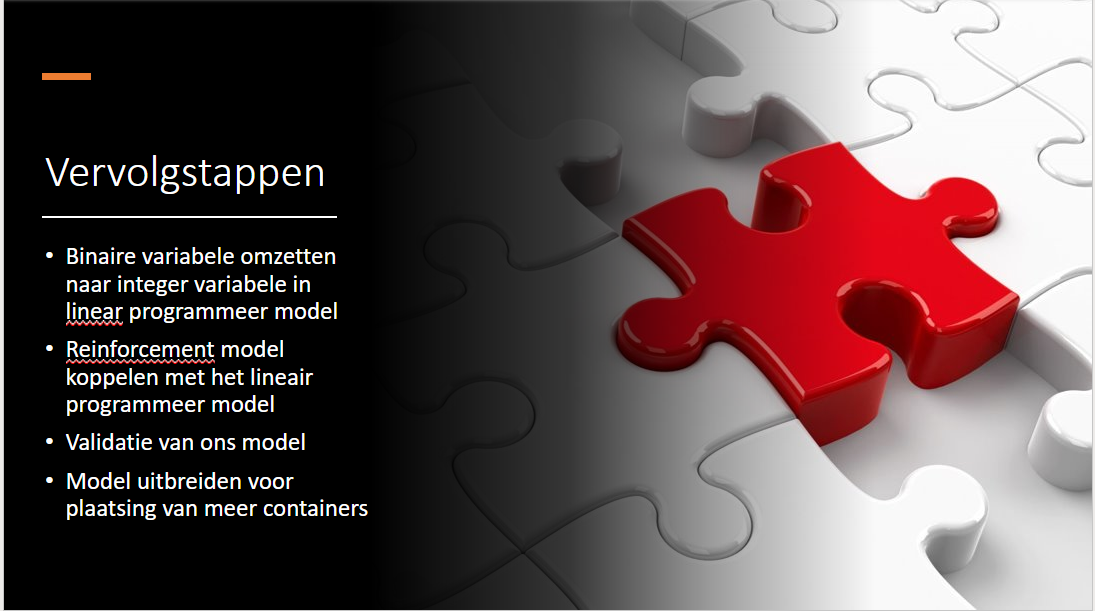 Vervolgstappen
• Binaire variabele omzetten
naar integer variabele in
linear programmeer model
• Reinforcement model
koppelen met het lineair
programmeer model
• Validatie van ons model
• Model uitbreiden voor
plaatsing van meer containers